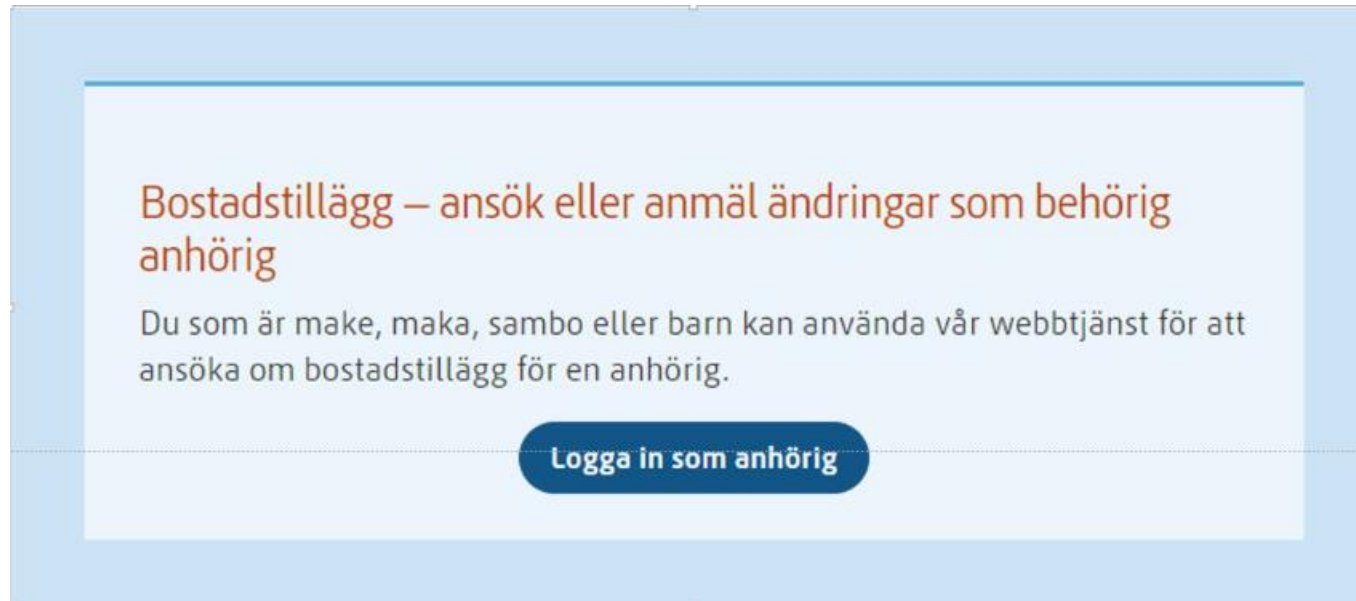 Bostadstillägg – ansök eller anmäl ändringar som behörig
anhörig
Du som är make, maka, sambo eller barn kan använda vår webbtjänst för att
ansöka om bostadstillägg för en anhörig.
Logga in som anhörig